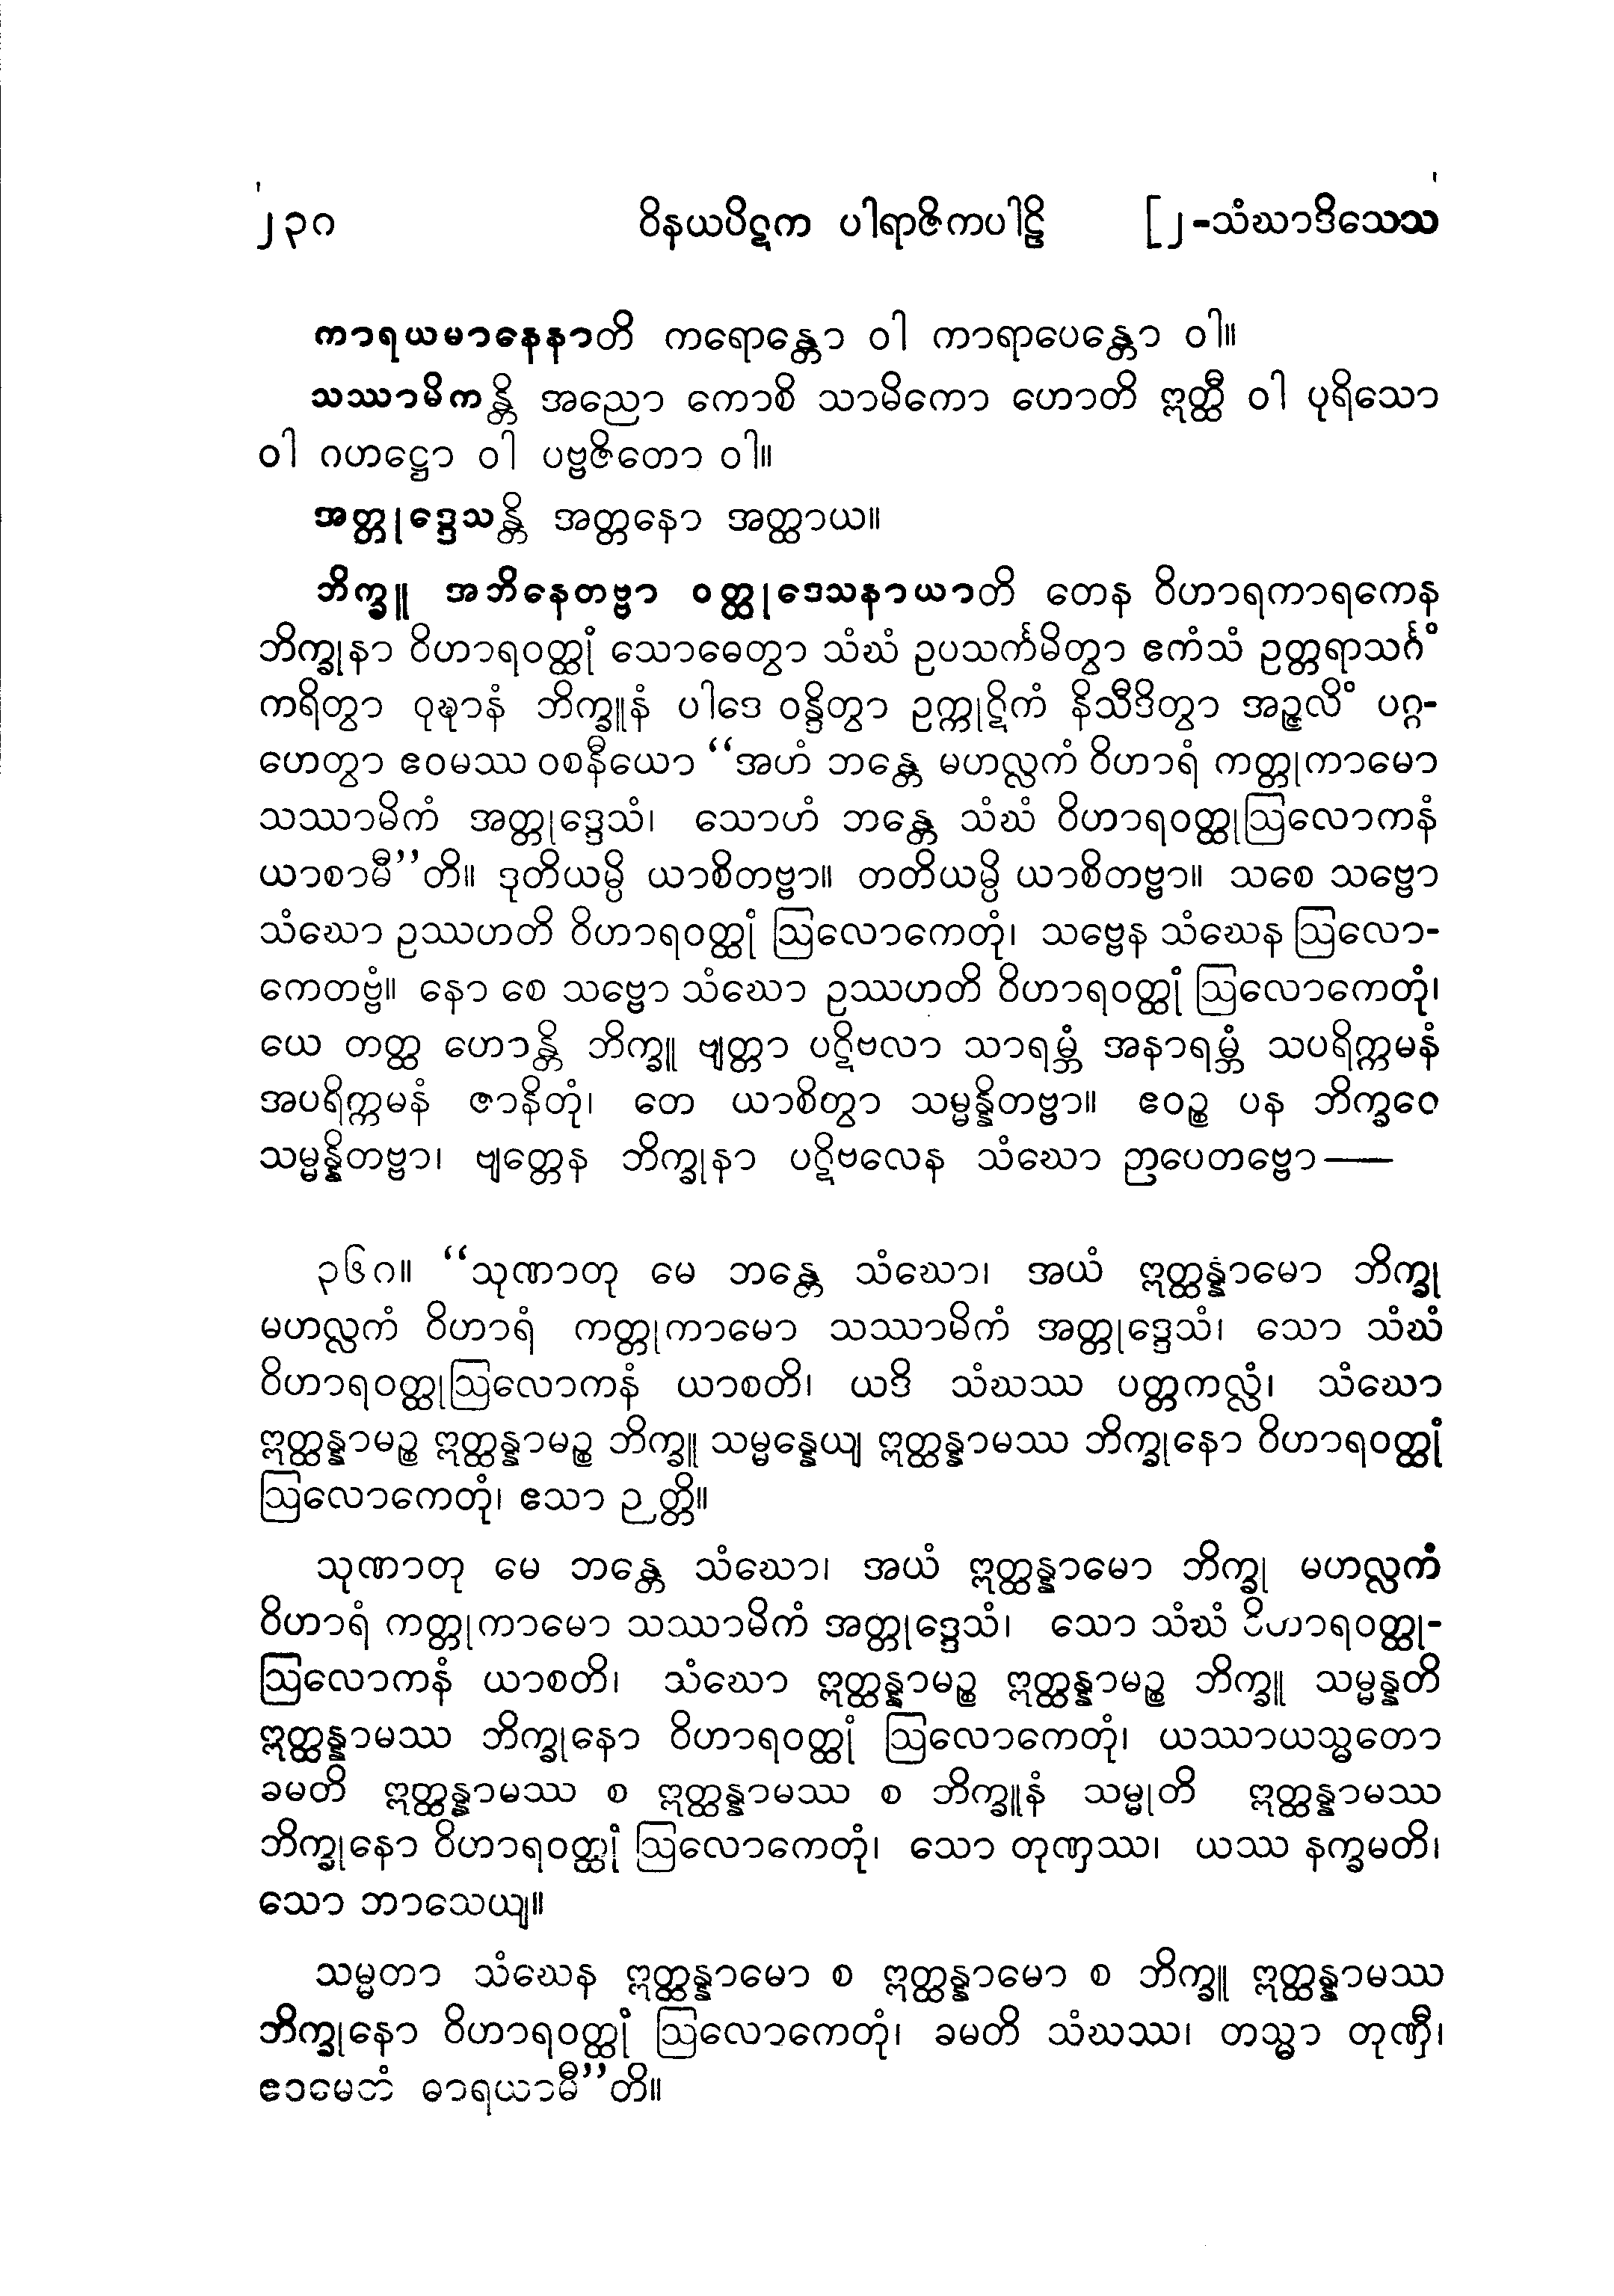 ၂၃၀ ဝိနယပိဋက ပါရာဇိကပါဠိ [၂-သံဃာဒိသေသ
ကာရယမာနေနာတိ ကရောန္တော ဝါ ကာရာပေန္တော ဝါ။
သဿာမိကန္တိ အညော ကောစိ သာမိကော ဟောတိ ဣတ္ထီ ဝါ ပုရိသော
ဝါ ဂဟဋ္ဌော ဝါ ပဗ္ဗဇိတော ဝါ။
အတ္တုဒ္ဒေသန္တိ အတ္တနော အတ္ထာယ။
ဘိက္ခူ အဘိနေတဗ္ဗာ ဝတ္ထုဒေသနာယာတိ တေန ဝိဟာရကာရကေန
ဘိက္ခုနာ ဝိဟာရဝတ္ထုံ သောဓေတွာ သံဃံ ဥပသင်္ကမိတွာ ဧကံသံ ဥတ္တရာသင်္ဂံ
ကရိတွာ ဝုဍ္ဎာနံ ဘိက္ခူနံ ပါဒေ ဝန္ဒိတွာ ဥက္ကုဋိကံ နိသီဒိတွာ အဉ္ဇလိံ ပဂ္ဂ-
ဟေတွာ ဧဝမဿ ဝစနီယော “အဟံ ဘန္တေ မဟလ္လကံ ဝိဟာရံ ကတ္တုကာမော
သဿာမိကံ အတ္တုဒ္ဒေသံ၊ သောဟံ ဘန္တေ သံဃံ ဝိဟာရဝတ္ထုဩလောကနံ
ယာစာမီ”တိ။ ဒုတိယမ္ပိ ယာစိတဗ္ဗာ။ တတိယမ္ပိ ယာစိတဗ္ဗာ။ သစေ သဗ္ဗော
သံဃော ဥဿဟတိ ဝိဟာရဝတ္ထုံ ဩလောကေတုံ၊ သဗ္ဗေန သံဃေန ဩလော-
ကေတဗ္ဗံ။ နော စေ သဗ္ဗော သံဃော ဥဿဟတိ ဝိဟာရဝတ္ထုံ ဩလောကေတုံ၊
ယေ တတ္ထ ဟောန္တိ ဘိက္ခူ ဗျတ္တာ ပဋိဗလာ သာရမ္ဘံ အနာရမ္ဘံ သပရိက္ကမနံ
အပရိက္ကမနံ ဇာနိတုံ၊ တေ ယာစိတွာ သမ္မန္နိတဗ္ဗာ။ ဧဝဉ္စ ပန ဘိက္ခဝေ
သမ္မန္နိတဗ္ဗာ၊ ဗျတ္တေန ဘိက္ခုနာ ပဋိဗလေန သံဃော ဉာပေတဗ္ဗော—
၃၆၇။ “သုဏာတု မေ ဘန္တေ သံဃော၊ အယံ ဣတ္ထန္နာမော ဘိက္ခု
မဟလ္လကံ ဝိဟာရံ ကတ္တုကာမော သဿာမိကံ အတ္တုဒ္ဒေသံ၊ သော သံဃံ
ဝိဟာရဝတ္ထုဩလောကနံ ယာစတိ၊ ယဒိ သံဃဿ ပတ္တကလ္လံ၊ သံဃော
ဣတ္ထန္နာမဉ္စ ဣတ္ထန္နာမဉ္စ ဘိက္ခူ သမ္မန္နေယျ ဣတ္ထန္နာမဿ ဘိက္ခုနော ဝိဟာရဝတ္ထုံ
ဩလောကေတုံ၊ ဧသာ ဉတ္တိ။
သုဏာတု မေ ဘန္တေ သံဃော၊ အယံ ဣတ္ထန္နာမော ဘိက္ခု မဟလ္လကံ
ဝိဟာရံ ကတ္တုကာမော သဿာမိကံ အတ္တုဒ္ဒေသံ၊ သော သံဃံ ဝိဟာရဝတ္ထု-
ဩလောကနံ ယာစတိ၊ သံဃော ဣတ္ထန္နာမဉ္စ ဣတ္ထန္နာမဉ္စ ဘိက္ခူ သမ္မန္နတိ
ဣတ္ထန္နာမဿ ဘိက္ခုနော ဝိဟာရဝတ္ထုံ ဩလောကေတုံ၊ ယဿာယသ္မတော
ခမတိ ဣတ္ထန္နာမဿ စ ဣတ္ထန္နာမဿ စ ဘိက္ခူနံ သမ္မုတိ ဣတ္ထန္နာမဿ
ဘိက္ခုနော ဝိဟာရဝတ္ထုံ ဩလောကေတုံ၊ သော တုဏှဿ၊ ယဿ နက္ခမတိ၊
သော ဘာသေယျ။
သမ္မတာ သံဃေန ဣတ္ထန္နာမော စ ဣတ္ထန္နာမော စ ဘိက္ခူ ဣတ္ထန္နာမဿ
ဘိက္ခုနော ဝိဟာရဝတ္ထုံ ဩလောကေတုံ၊ ခမတိ သံဃဿ၊ တသ္မာ တုဏှီ၊
ဧဝမေတံ ဓာရယာမီ”တိ။